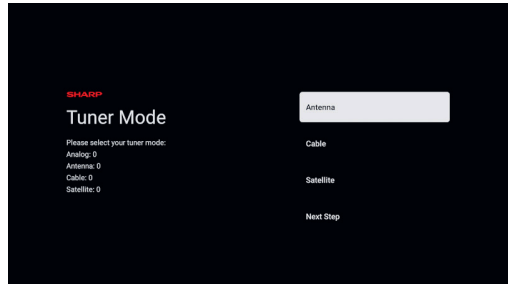 SHARP
Tuner Mode
Please select your tuner mode:
Analog: 0
Antenna: 0
Cable: 0
Satellite: 0
Antenna
Cable
Satellite
Next Step